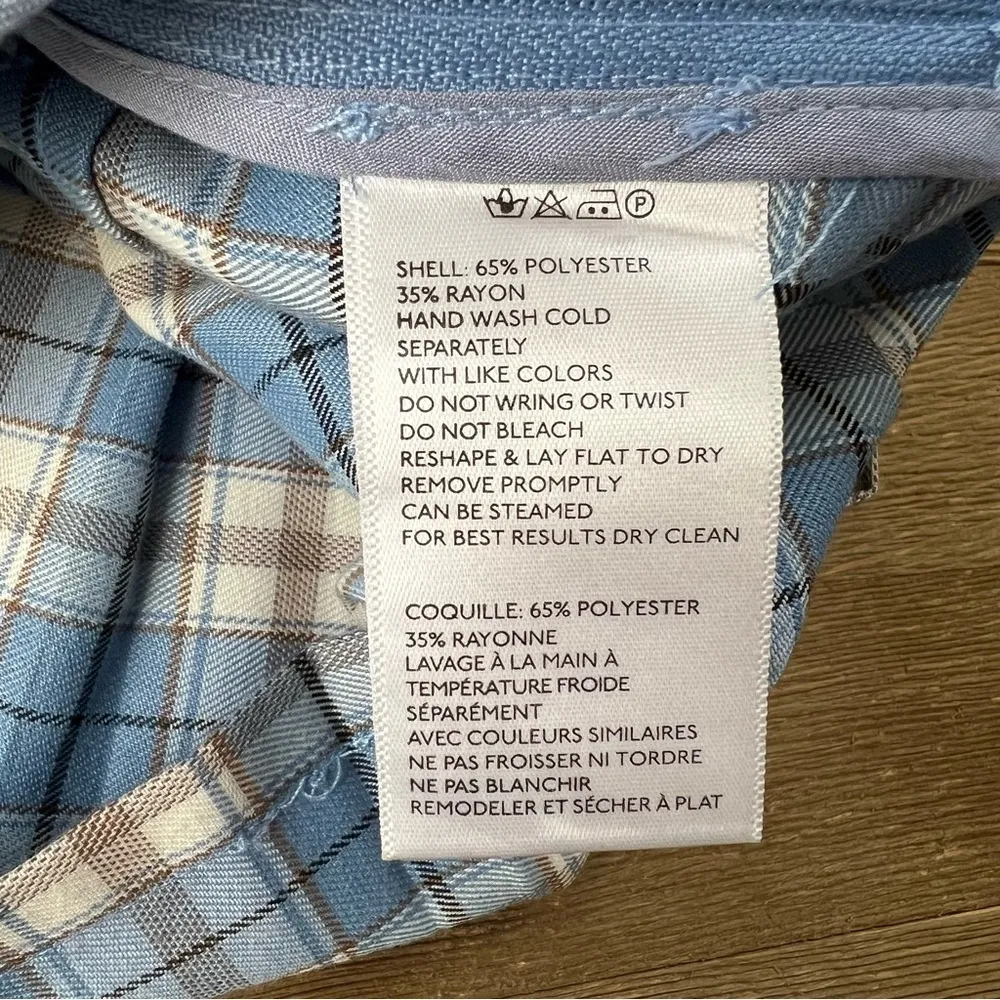 P
SHELL: 65% POLYESTER
35% RAYON
HAND WASH COLD
SEPARATELY
WITH LIKE COLORS
DO NOT WRING OR TWIST
DO NOT BLEACH
RESHAPE & LAY FLAT TO DRY
REMOVE PROMPTLY
CAN BE STEAMED
FOR BEST RESULTS DRY CLEAN
COQUILLE: 65% POLYESTER
35% RAYONNE
LAVAGE À LA MAIN À
TEMPÉRATURE FROIDE
SÉPARÉMENT
AVEC COULEURS SIMILAIRES
NE PAS FROISSER NI TORDRE
NE PAS BLANCHIR
REMODELER ET SÉCHER À PLAT